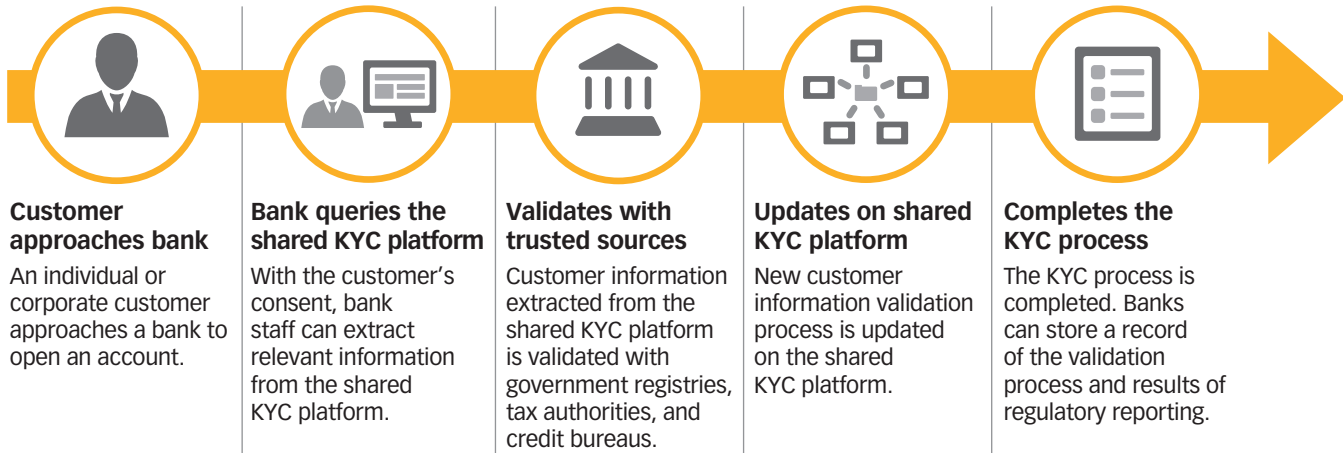 Customer
approaches bank
An individual or
corporate customer
approaches a bank to
open an account.
Bank queries the
shared KYC platform
With the customer's
consent, bank
staff can extract
relevant information
from the shared
KYC platform.
Validates with
trusted sources
Customer information
extracted from the
shared KYC platform
is validated with
government registries,
tax authorities, and
credit bureaus.
Updates on shared
KYC platform
New customer
information validation
process is updated
on the shared
KYC platform.
Completes the
KYC process
The KYC process is
completed. Banks
can store a record
of the validation
process and results of
regulatory reporting.